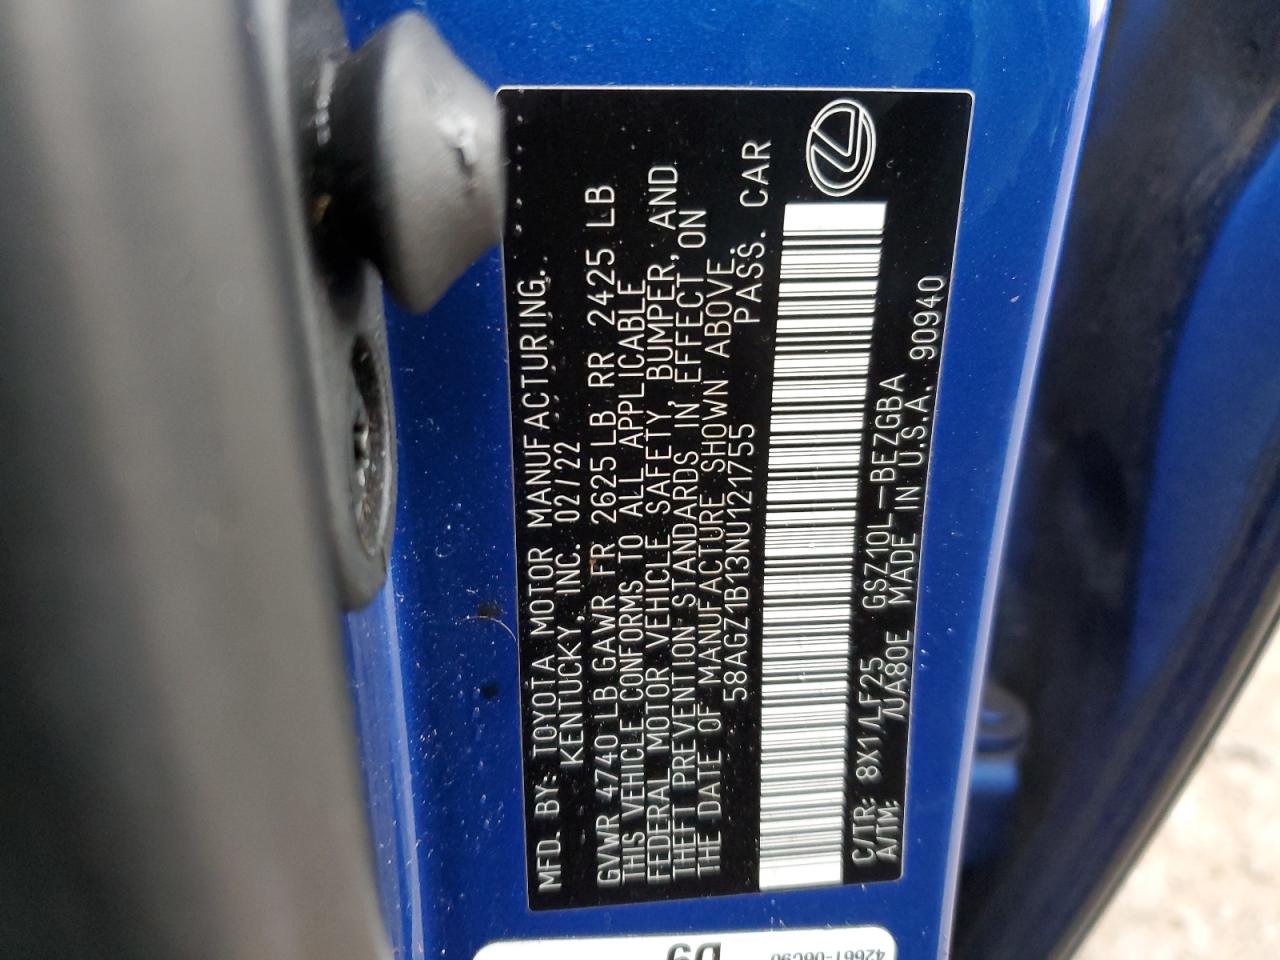 MFD. BY: TOYOTA MOTOR MANUFACTURING,
KENTUCKY, INC. 02/22
GVWR 4740 LB GAWR FR 2625 LB RR 2425 LB
THIS VEHICLE CONFORMS TO ALL APPLICABLE
FEDERAL MOTOR VEHICLE SAFETY, BUMPER, AND
THEFT PREVENTION STANDARDS IN EFFECT ON
THE DATE OF MANUFACTURE SHOWN ABOVE.
58AGZ1B13NU121755 PASS. CAR
C/TR: 8X1/LF25 GSZ10L-BEZGBA
A/TM: /UA80E MADE IN U.S.A. 90940